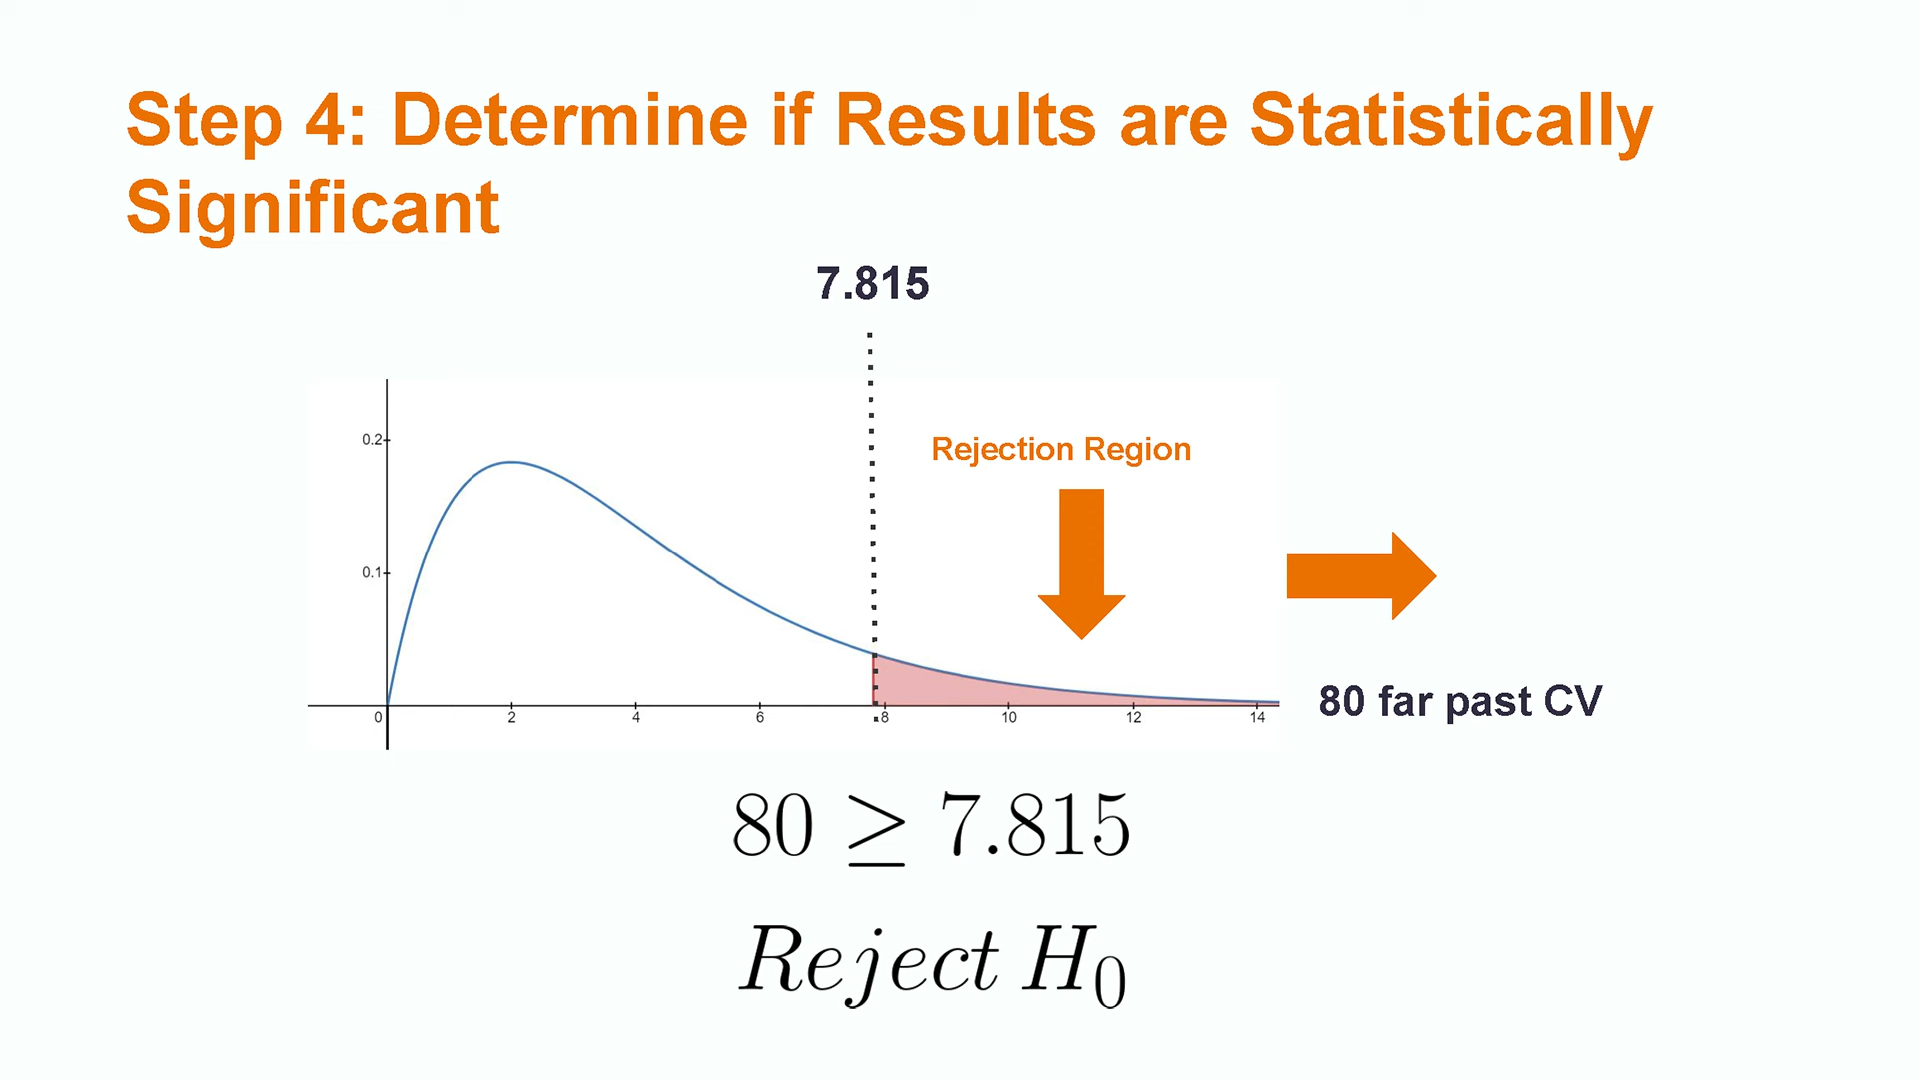 Step 4: Determine if Results are Statistically
Significant
7.815
0.2
Rejection Region
0.1
80 far past CV
0 2 4 6 8 10 12 14
80 ≥ 7.815
Reject H₀